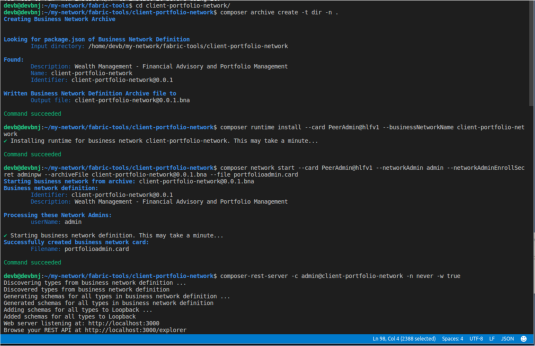 devb@devbnj:~/my-network/fabric-tools$ cd client-portfolio-network/
devb@devbnj:~/my-network/fabric-tools/client-portfolio-network$ composer archive create -t dir -n .
Creating Business Network Archive
Looking for package.json of Business Network Definition
Input directory: /home/devb/my-network/fabric-tools/client-portfolio-network
Found:
Description: Wealth Management - Financial Advisory and Portfolio Management
Name: client-portfolio-network
Identifier: client-portfolio-network@0.0.1
Written Business Network Definition Archive file to
Output file: client-portfolio-network@0.0.1.bna
Command succeeded
devb@devbnj:~/my-network/fabric-tools/client-portfolio-network$ composer runtime install --card PeerAdmin@hlfv1 --businessNetworkName client-portfolio-net
work
✔ Installing runtime for business network client-portfolio-network. This may take a minute...
Command succeeded
devb@devbnj:~/my-network/fabric-tools/client-portfolio-network$ composer network start --card PeerAdmin@hlfv1 --networkAdmin admin --networkAdminEnrollSec
ret adminpw --archiveFile client-portfolio-network@0.0.1.bna --file portfolioadmin.card
Starting business network from archive: client-portfolio-network@0.0.1.bna
Business network definition:
Identifier: client-portfolio-network@0.0.1
Description: Wealth Management - Financial Advisory and Portfolio Management
Processing these Network Admins:
userName: admin
✔ Starting business network definition. This may take a minute...
Successfully created business network card:
Filename: portfolioadmin.card
Command succeeded
devb@devbnj:~/my-network/fabric-tools/client-portfolio-network$ composer-rest-server -c admin@client-portfolio-network -n never -w true
Discovering types from business network definition ...
Discovered types from business network definition
Generating schemas for all types in business network definition ...
Generated schemas for all types in business network definition
Adding schemas for all types to Loopback ...
Added schemas for all types to Loopback
Web server listening at: http://localhost:3000
Browse your REST API at http://localhost:3000/explorer
Ln 98, Col 4 (2388 selected) Spaces: 4 UTF-8 LF JSON